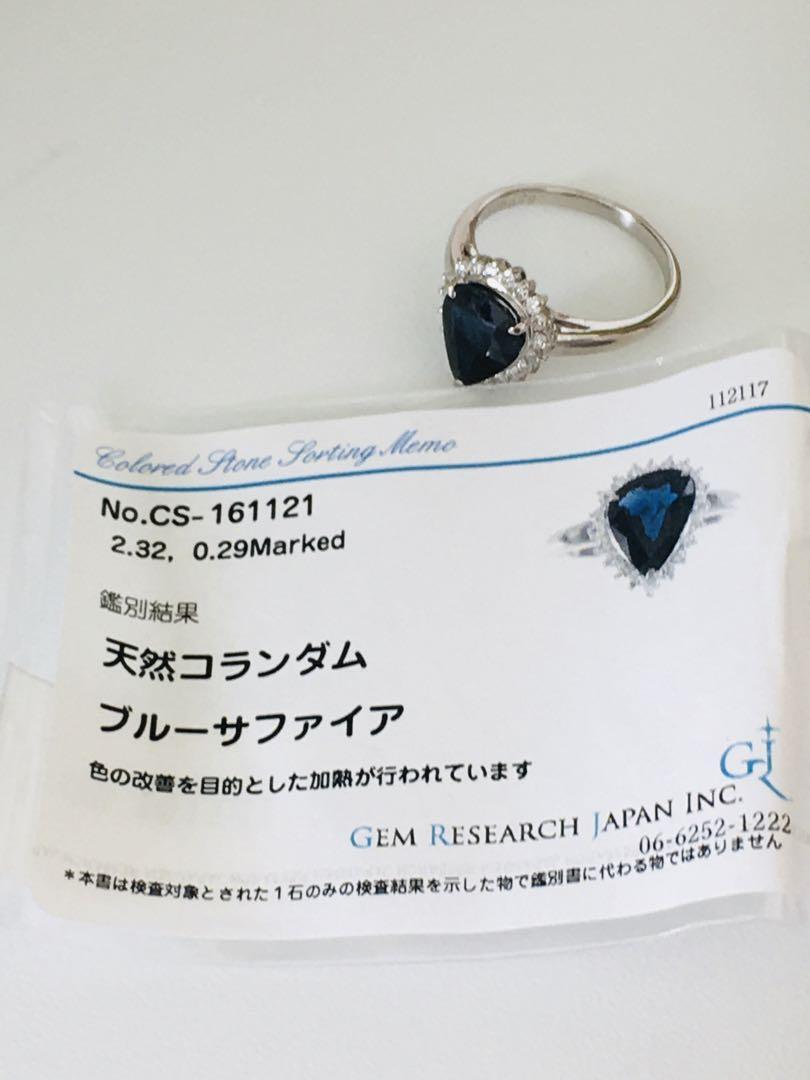 112117
Colored Stone Sorting Memo
No.CS-161121
2.32, 0.29Marked
鑑別結果
天然コランダム
ブルーサファイア
色の改善を目的とした加熱が行われています
GJ
GEM RESEARCH JAPAN INC.
06-6252-1222
*本書は検査対象とされた1石のみの検査結果を示した物で鑑別書に代わる物ではありません